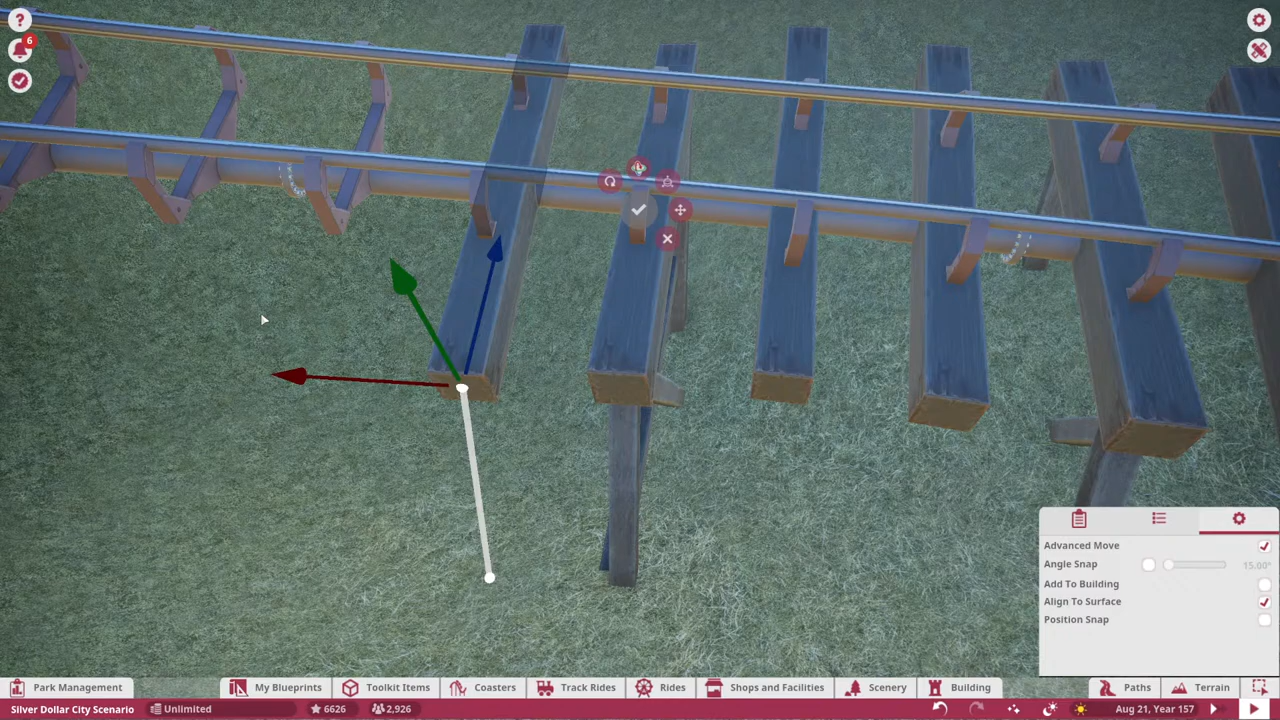 ?
6
Advanced Move
Angle Snap 15.00°
Add To Building
Align To Surface
Position Snap
Park Management My Blueprints Toolkit Items Coasters Track Rides Rides Shops and Facilities Scenery Building Paths Terrain
Silver Dollar City Scenario Unlimited 6626 2,926 Aug 21, Year 157